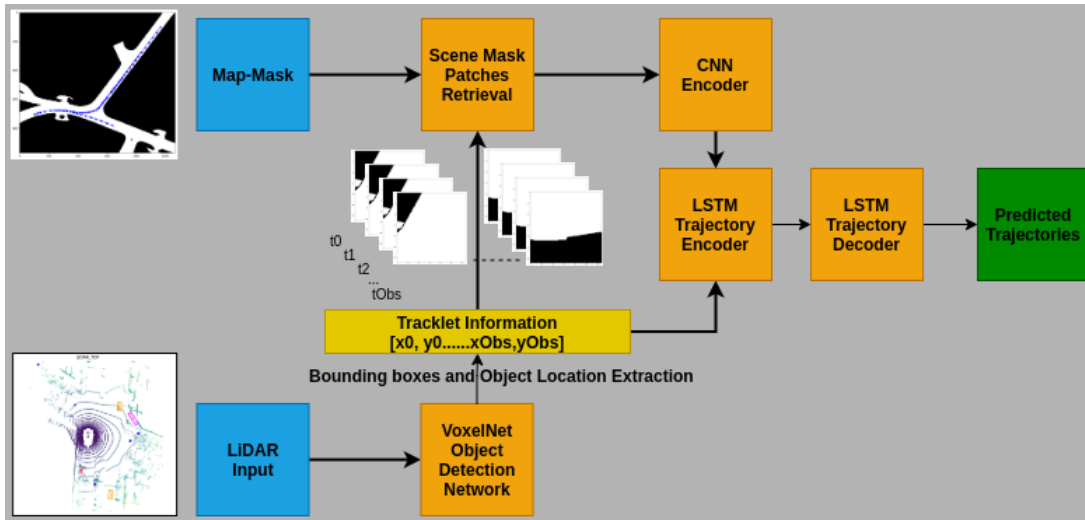 Map-Mask
Scene Mask
Patches
Retrieval
CNN
Encoder
t0
t1
t2
...
tObs
LSTM
Trajectory
Encoder
LSTM
Trajectory
Decoder
Predicted
Trajectories
Tracklet Information
[x0, y0......xObs,yObs]
Bounding boxes and Object Location Extraction
LiDAR
Input
VoxelNet
Object
Detection
Network